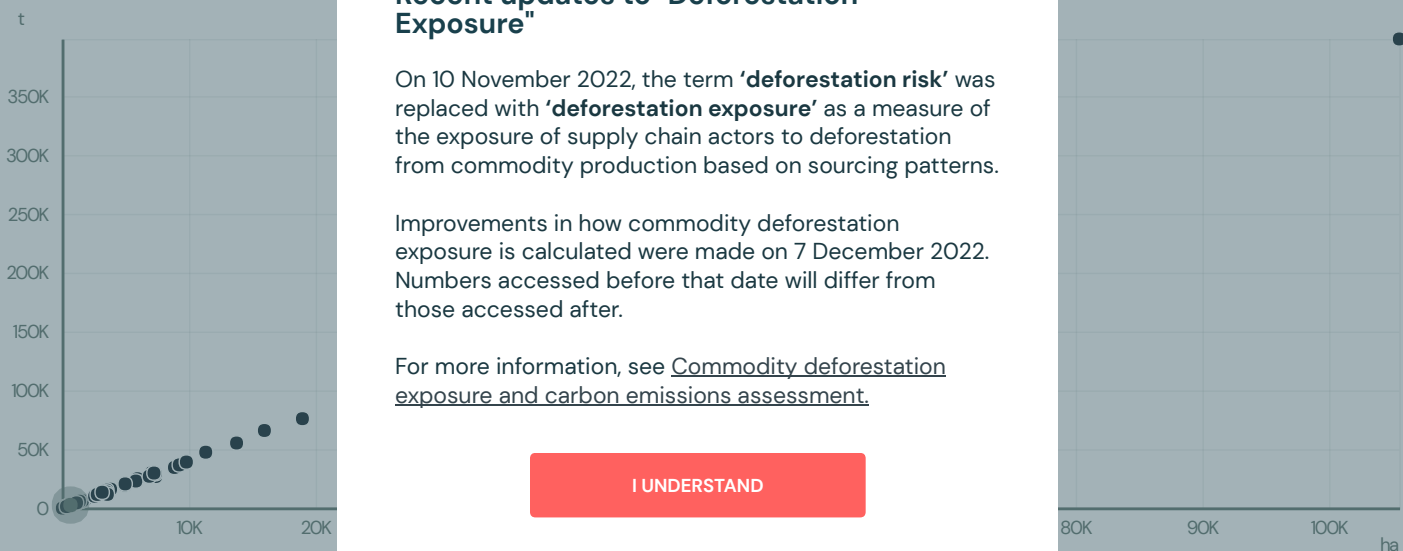 t
Recent updates to "Deforestation
Exposure"
On 10 November 2022, the term ‘deforestation risk’ was
replaced with ‘deforestation exposure’ as a measure of
the exposure of supply chain actors to deforestation
from commodity production based on sourcing patterns.
Improvements in how commodity deforestation
exposure is calculated were made on 7 December 2022.
Numbers accessed before that date will differ from
those accessed after.
For more information, see Commodity deforestation
exposure and carbon emissions assessment.
I UNDERSTAND
350K
300K
250K
200K
150K
100K
50K
0
10K
20K
80K
90K
100K
ha